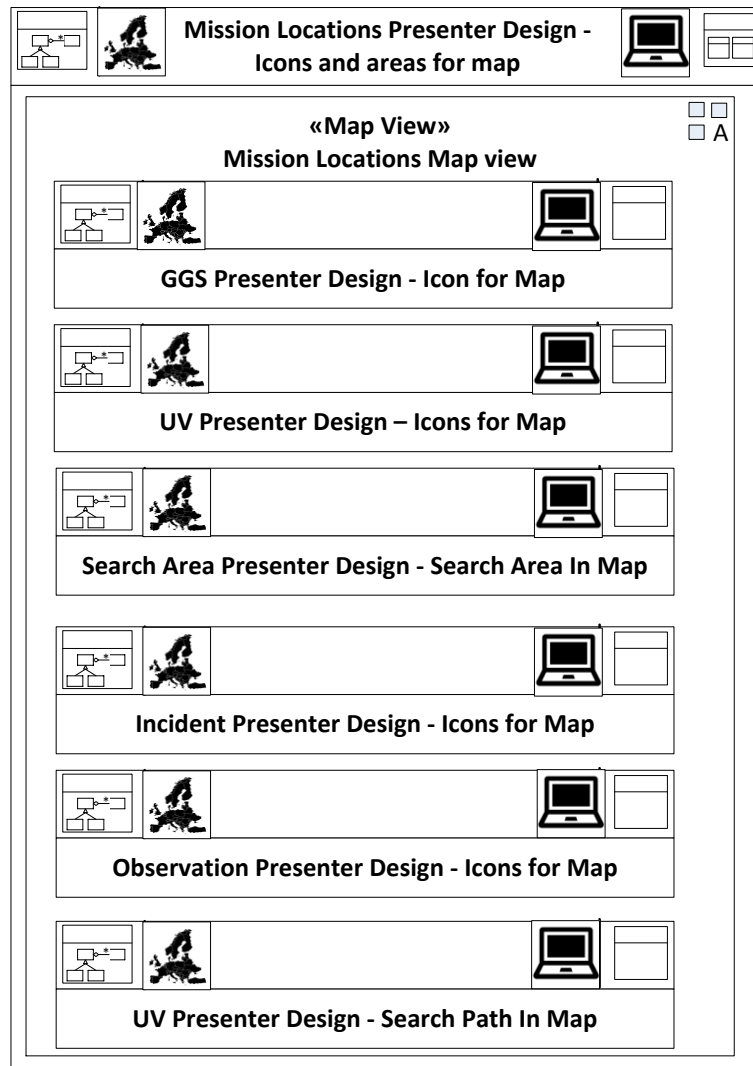 Mission Locations Presenter Design -
Icons and areas for map
«Map View»
A
Mission Locations Map view
GGS Presenter Design - Icon for Map
UV Presenter Design – Icons for Map
Search Area Presenter Design - Search Area In Map
Incident Presenter Design - Icons for Map
Observation Presenter Design - Icons for Map
UV Presenter Design - Search Path In Map